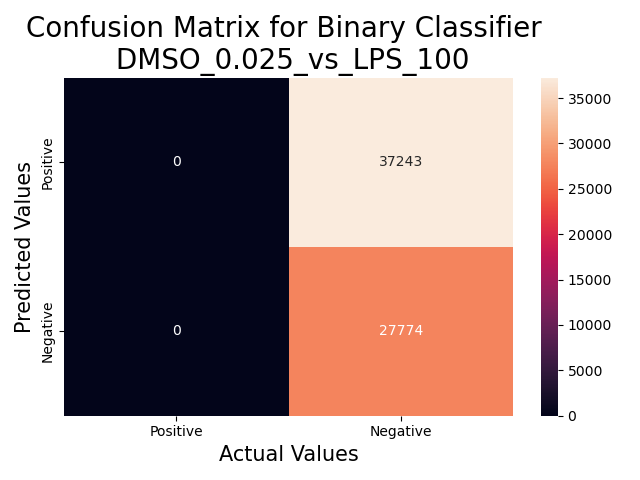 Confusion Matrix for Binary Classifier
DMSO_0.025_vs_LPS_100
Predicted Values
Positive
Negative
0
37243
0
27774
Positive
Negative
Actual Values
35000
30000
25000
20000
15000
10000
5000
0